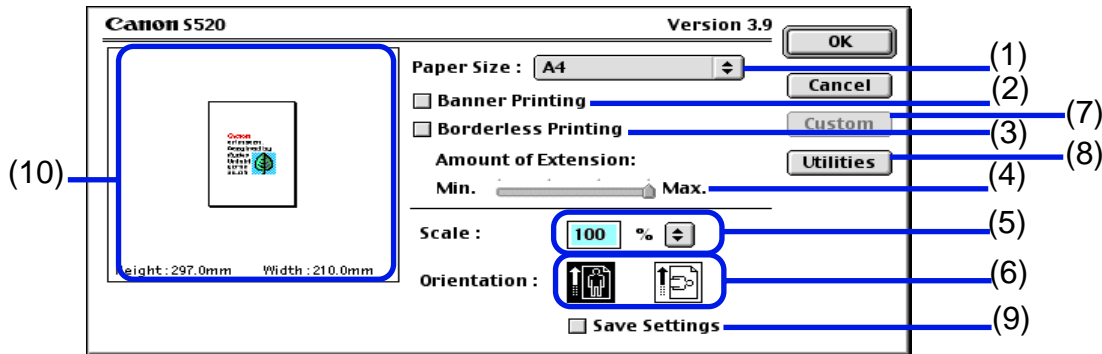 Canon S520
Version 3.9
OK
Paper Size : A4
(1)
Cancel
Banner Printing
(2)
Custom
(7)
Borderless Printing
(3)
Amount of Extension:
Utilities
(8)
Min.
Max.
(4)
(10)
Scale : 100 %
(5)
Height:297.0mm Width:210.0mm
Orientation :
(6)
Save Settings
(9)